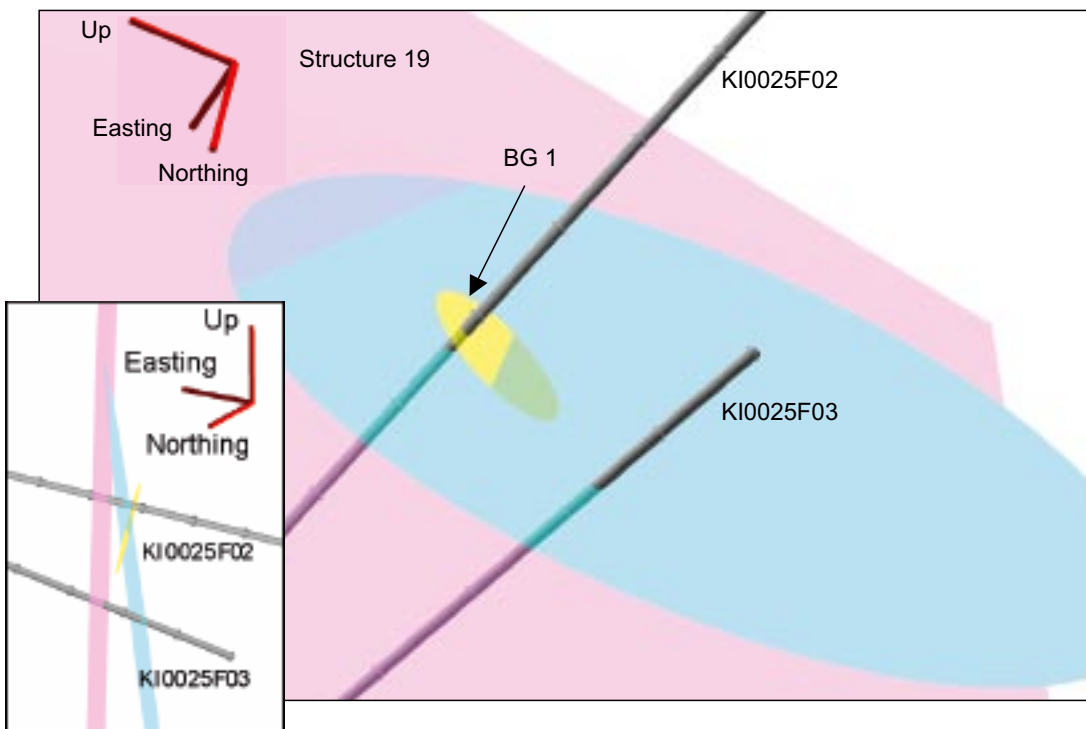 Up
Structure 19
KI0025F02
Easting
Northing
BG 1
KI0025F03
Up
Easting
Northing
KI0025F02
KI0025F03